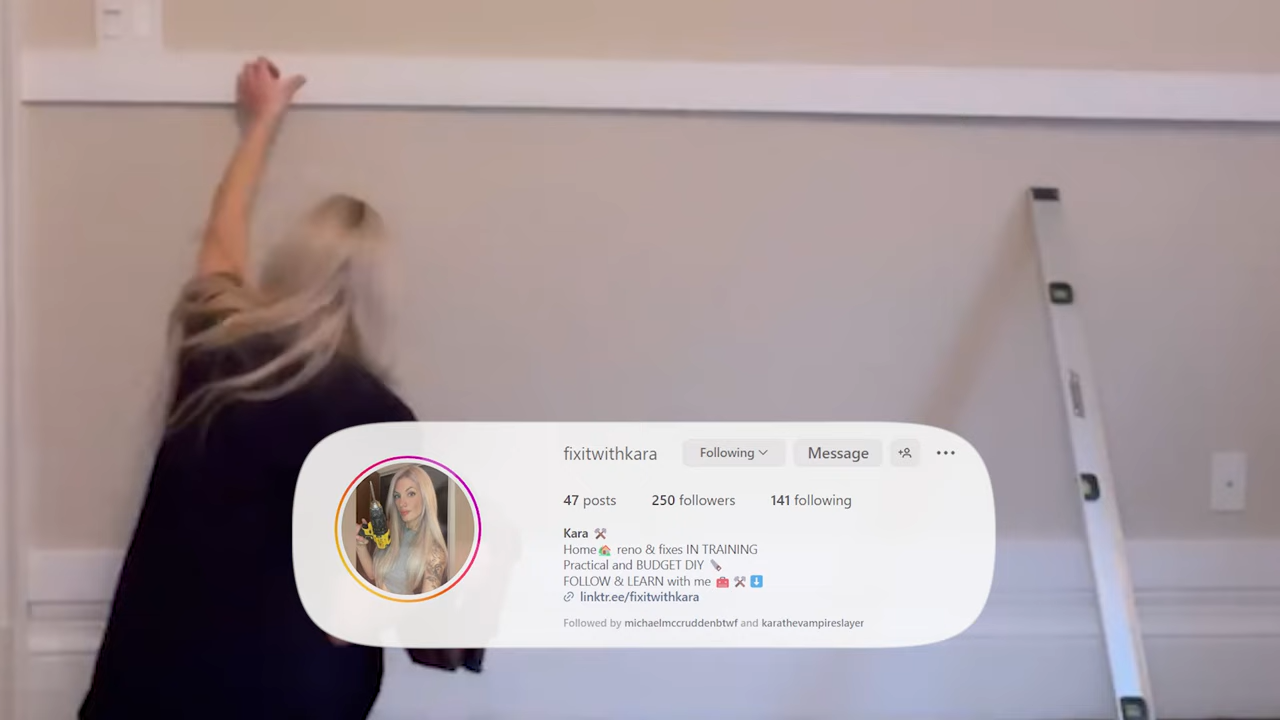 fixitwithkara Following Message
47 posts 250 followers 141 following
Kara ⚒️
Home🏠 reno & fixes IN TRAINING
Practical and BUDGET DIY 🪚
FOLLOW & LEARN with me 🧰 ⚒️ ⬇️
linktr.ee/fixitwithkara
Followed by michaelmccruddenbtwf and karathevampireslayer